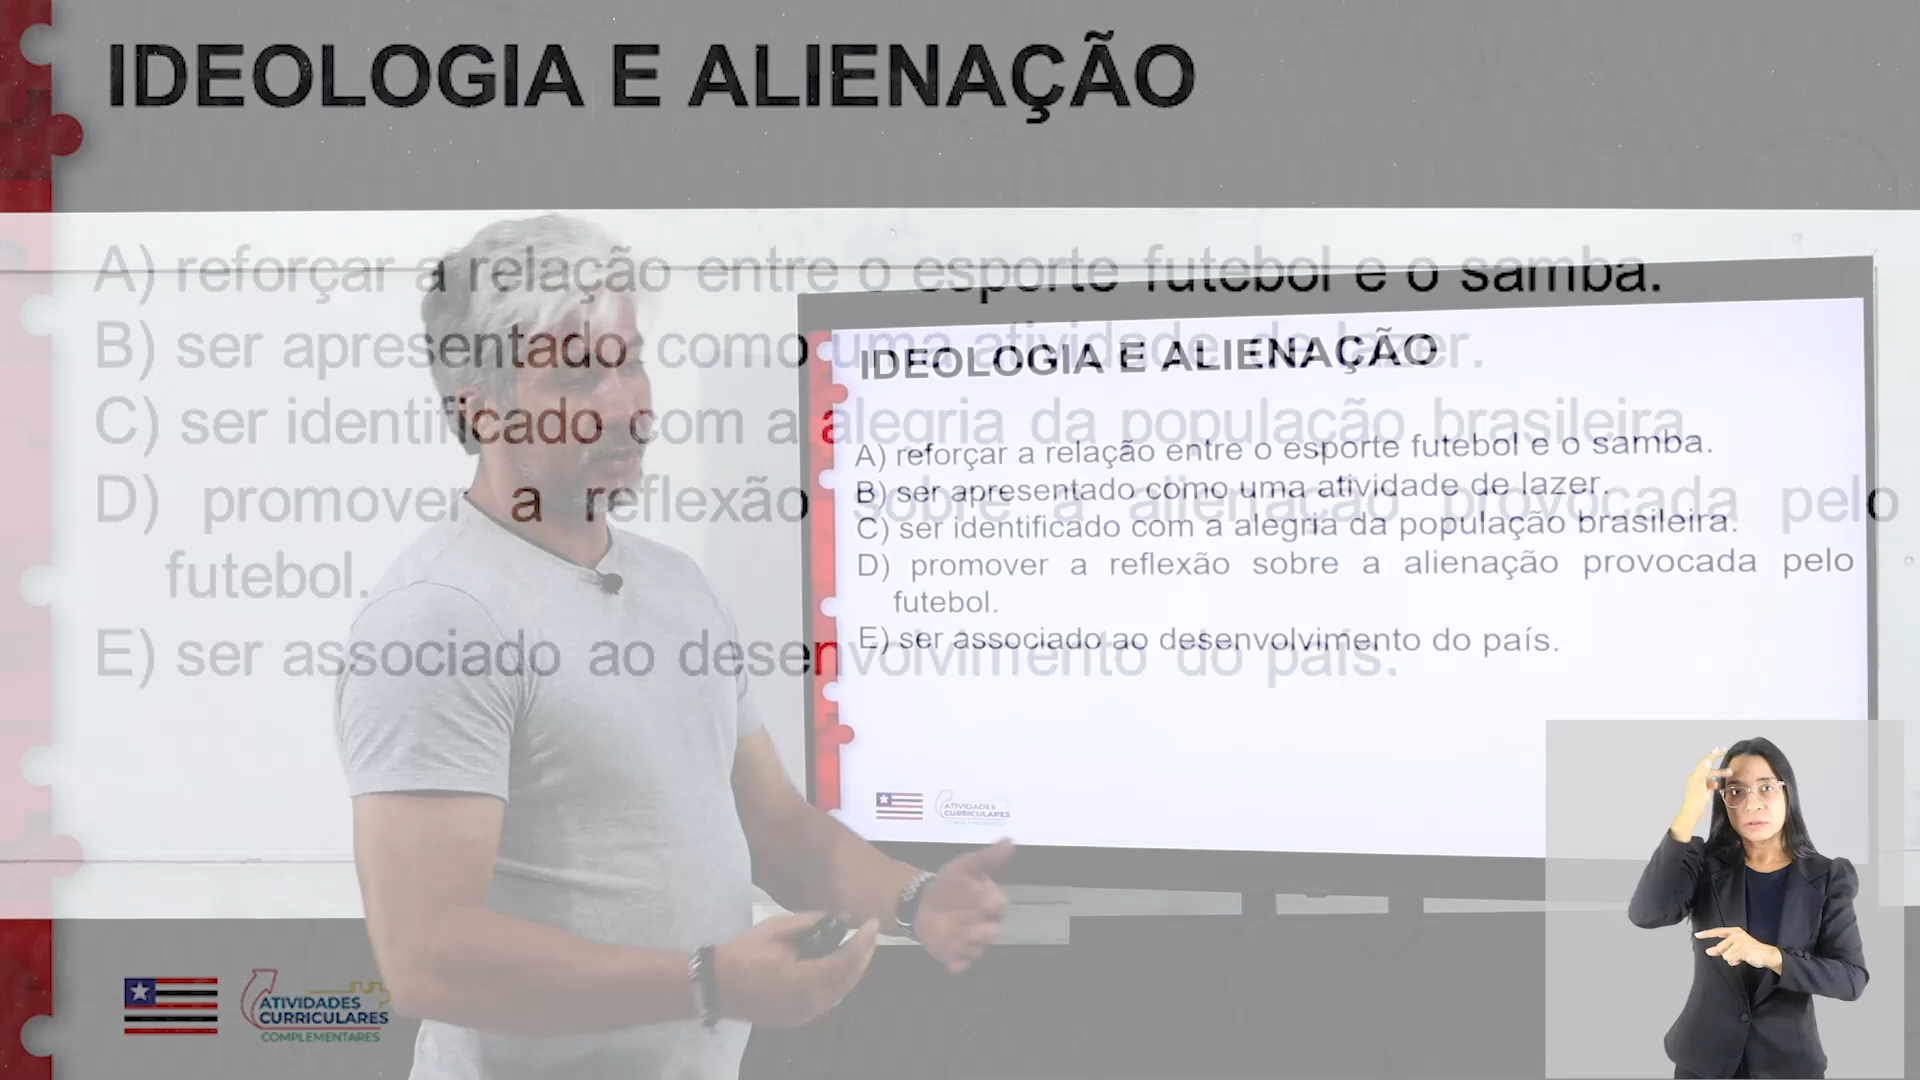 IDEOLOGIA E ALIENAÇÃO
A) reforçar a relação entre o esporte futebol e o samba.
B) ser apresentado como uma atividade de lazer.
C) ser identificado com a alegria da população brasileira.
D) promover a reflexão sobre a alienação provocada pelo
futebol.
E) ser associado ao desenvolvimento do país.
IDEOLOGIA E ALIENAÇÃO
A) reforçar a relação entre o esporte futebol e o samba.
B) ser apresentado como uma atividade de lazer.
C) ser identificado com a alegria da população brasileira.
D) promover a reflexão sobre a alienação provocada pelo
futebol.
E) ser associado ao desenvolvimento do país.
ATIVIDADES
CURRICULARES
ATIVIDADES
CURRICULARES
COMPLEMENTARES